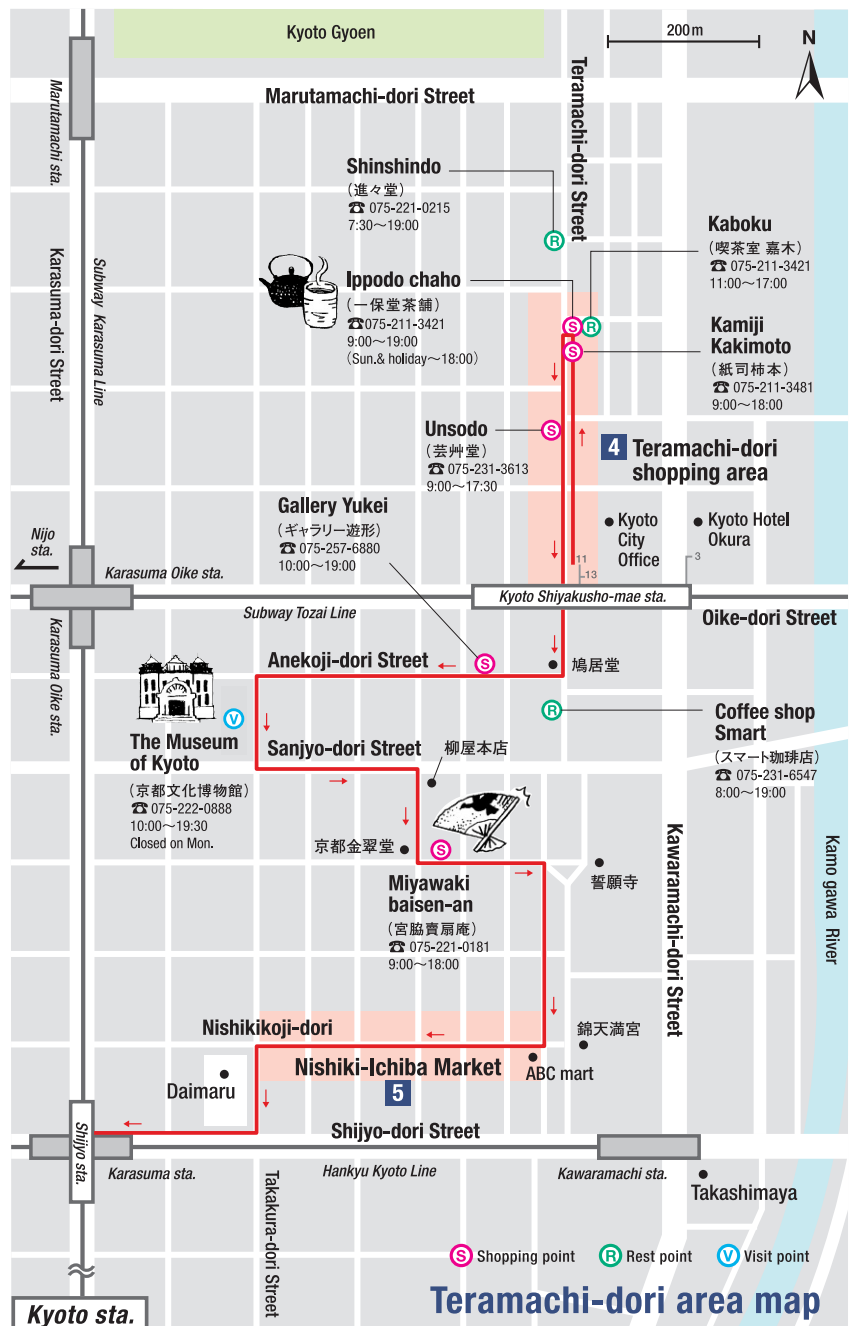 Kyoto Gyoen
200 m
N
Marutamachi-dori Street
Teramachi-dori Street
Marutamachi sta.
Shinshindo
(進々堂)
☎ 075-221-0215
7:30〜19:00
Kaboku
(喫茶室 嘉木)
☎ 075-211-3421
11:00〜17:00
R
Karasuma-dori Street
Subway Karasuma Line
Ippodo chaho
(一保堂茶舗)
☎075-211-3421
9:00〜19:00
(Sun.& holiday〜18:00)
S
R
S
Kamiji
Kakimoto
(紙司柿本)
☎ 075-211-3481
9:00〜18:00
Unsodo
(芸艸堂)
☎ 075-231-3613
9:00〜17:30
S
4 Teramachi-dori
shopping area
Gallery Yukei
(ギャラリー遊形)
☎ 075-257-6880
10:00〜19:00
Kyoto
City
Office
Kyoto Hotel
Okura
Nijo
sta.
Karasuma Oike sta.
11
13
3
Kyoto Shiyakusho-mae sta.
Subway Tozai Line
Oike-dori Street
Karasuma Oike sta.
Anekoji-dori Street
S
鳩居堂
V
R
The Museum
of Kyoto
(京都文化博物館)
☎ 075-222-0888
10:00〜19:30
Closed on Mon.
Sanjyo-dori Street
柳屋本店
Coffee shop
Smart
(スマート珈琲店)
☎ 075-231-6547
8:00〜19:00
京都金翠堂
S
Miyawaki
baisen-an
(宮脇賣扇庵)
☎ 075-221-0181
9:00〜18:00
誓願寺
Kawaramachi-dori Street
Kamo gawa River
Nishikikoji-dori
錦天満宮
Nishiki-Ichiba Market
5
ABC mart
Daimaru
Shijyo-dori Street
Shijyo sta.
Karasuma sta.
Hankyu Kyoto Line
Kawaramachi sta.
Takashimaya
Takakura-dori Street
S Shopping point
R Rest point
V Visit point
Kyoto sta.
Teramachi-dori area map